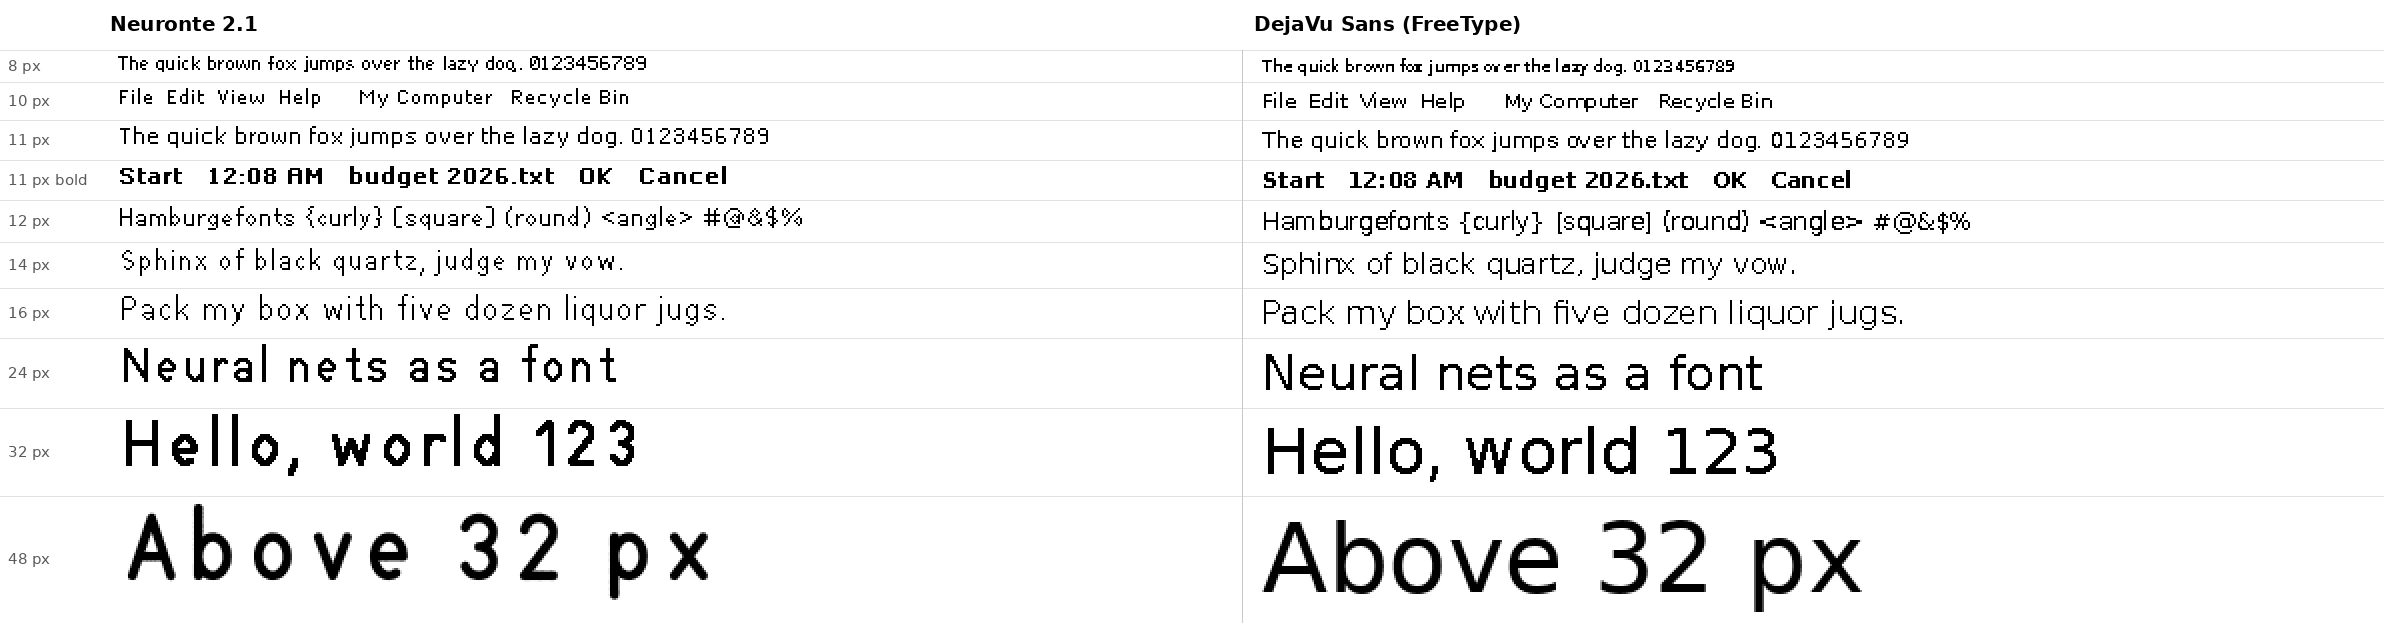 Neuronte 2.1 DejaVu Sans (FreeType)
8 px The quick brown fox jumps over the lazy dog. 0123456789 The quick brown fox jumps over the lazy dog. 0123456789
10 px File Edit View Help My Computer Recycle Bin File Edit View Help My Computer Recycle Bin
11 px The quick brown fox jumps over the lazy dog. 0123456789 The quick brown fox jumps over the lazy dog. 0123456789
11 px bold Start 12:08 AM budget 2026.txt OK Cancel Start 12:08 AM budget 2026.txt OK Cancel
12 px Hamburgefonts {curly} [square] (round) <angle> #@&$% Hamburgefonts {curly} [square] (round) <angle> #@&$%
14 px Sphinx of black quartz, judge my vow. Sphinx of black quartz, judge my vow.
16 px Pack my box with five dozen liquor jugs. Pack my box with five dozen liquor jugs.
24 px Neural nets as a font Neural nets as a font
32 px Hello, world 123 Hello, world 123
48 px Above 32 px Above 32 px